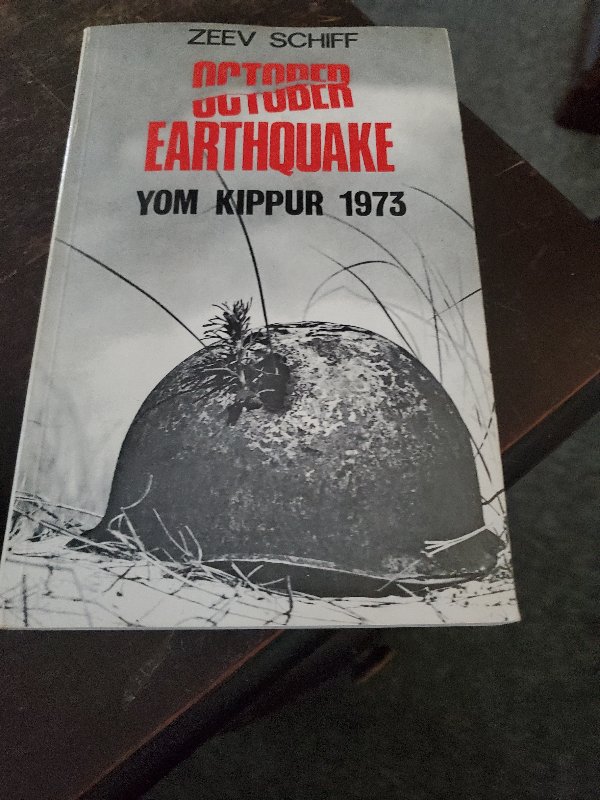 ZEEV SCHIFF
OCTOBER
EARTHQUAKE
YOM KIPPUR 1973